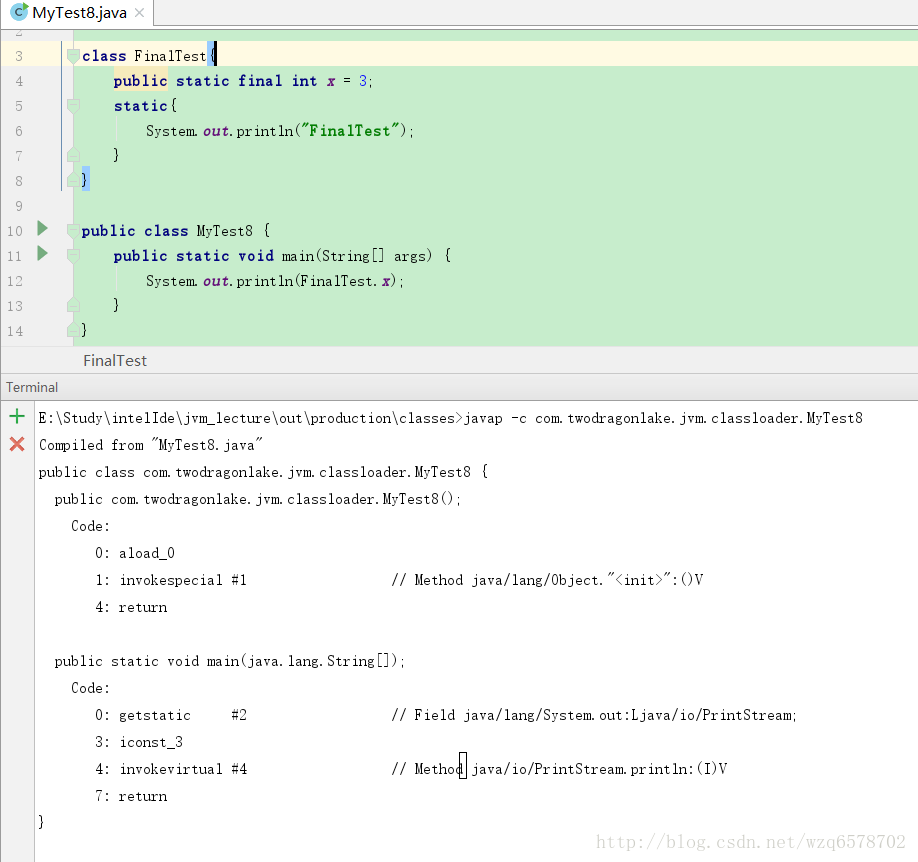 MyTest8.java
2
3 class FinalTest{
4 public static final int x = 3;
5 static{
6 System.out.println("FinalTest");
7 }
8 }
9
10 public class MyTest8 {
11 public static void main(String[] args) {
12 System.out.println(FinalTest.x);
13 }
14 }
FinalTest
Terminal
E:\Study\intelIde\jvm_lecture\out\production\classes>javap -c com.twodragonlake.jvm.classloader.MyTest8
Compiled from "MyTest8.java"
public class com.twodragonlake.jvm.classloader.MyTest8 {
public com.twodragonlake.jvm.classloader.MyTest8();
Code:
0: aload_0
1: invokespecial #1 // Method java/lang/Object."<init>":()V
4: return
public static void main(java.lang.String[]);
Code:
0: getstatic #2 // Field java/lang/System.out:Ljava/io/PrintStream;
3: iconst_3
4: invokevirtual #4 // Method java/io/PrintStream.println:(I)V
7: return
}
http://blog.csdn.net/wzq6578702